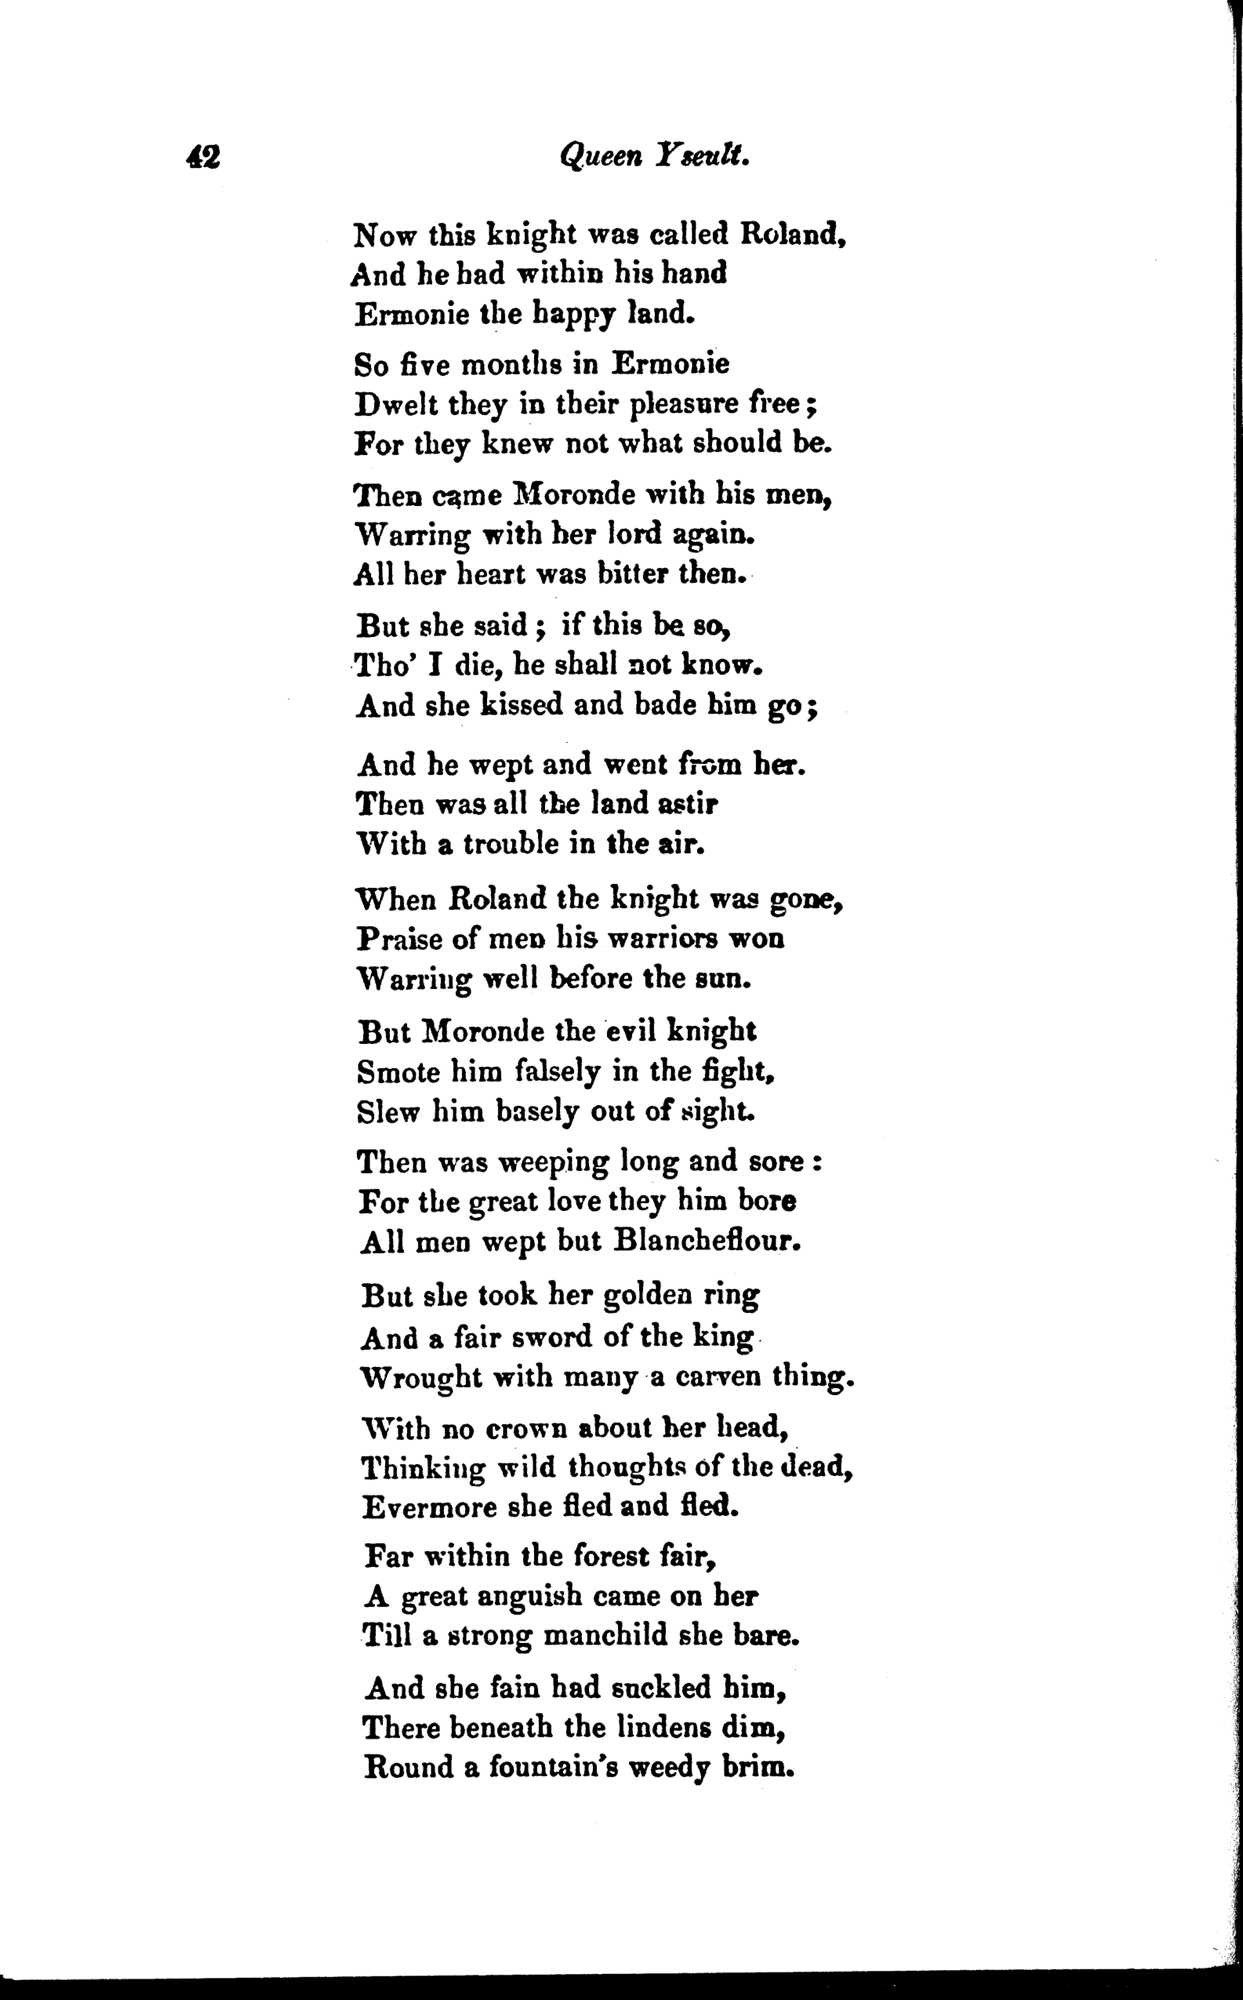 42 Queen Yseult.
Now this knight was called Roland,
And he had within his hand
Ermonie the happy land.
So five months in Ermonie
Dwelt they in their pleasure free;
For they knew not what should be.
Then came Moronde with his men,
Warring with her lord again.
All her heart was bitter then.
But she said; if this be so,
Tho' I die, he shall not know.
And she kissed and bade him go;
And he wept and went from her.
Then was all the land astir
With a trouble in the air.
When Roland the knight was gone,
Praise of men his warriors won
Warring well before the sun.
But Moronde the evil knight
Smote him falsely in the fight,
Slew him basely out of sight.
Then was weeping long and sore:
For the great love they him bore
All men wept but Blancheflour.
But she took her golden ring
And a fair sword of the king
Wrought with many a carven thing.
With no crown about her head,
Thinking wild thoughts of the dead,
Evermore she fled and fled.
Far within the forest fair,
A great anguish came on her
Till a strong manchild she bare.
And she fain had suckled him,
There beneath the lindens dim,
Round a fountain's weedy brim.